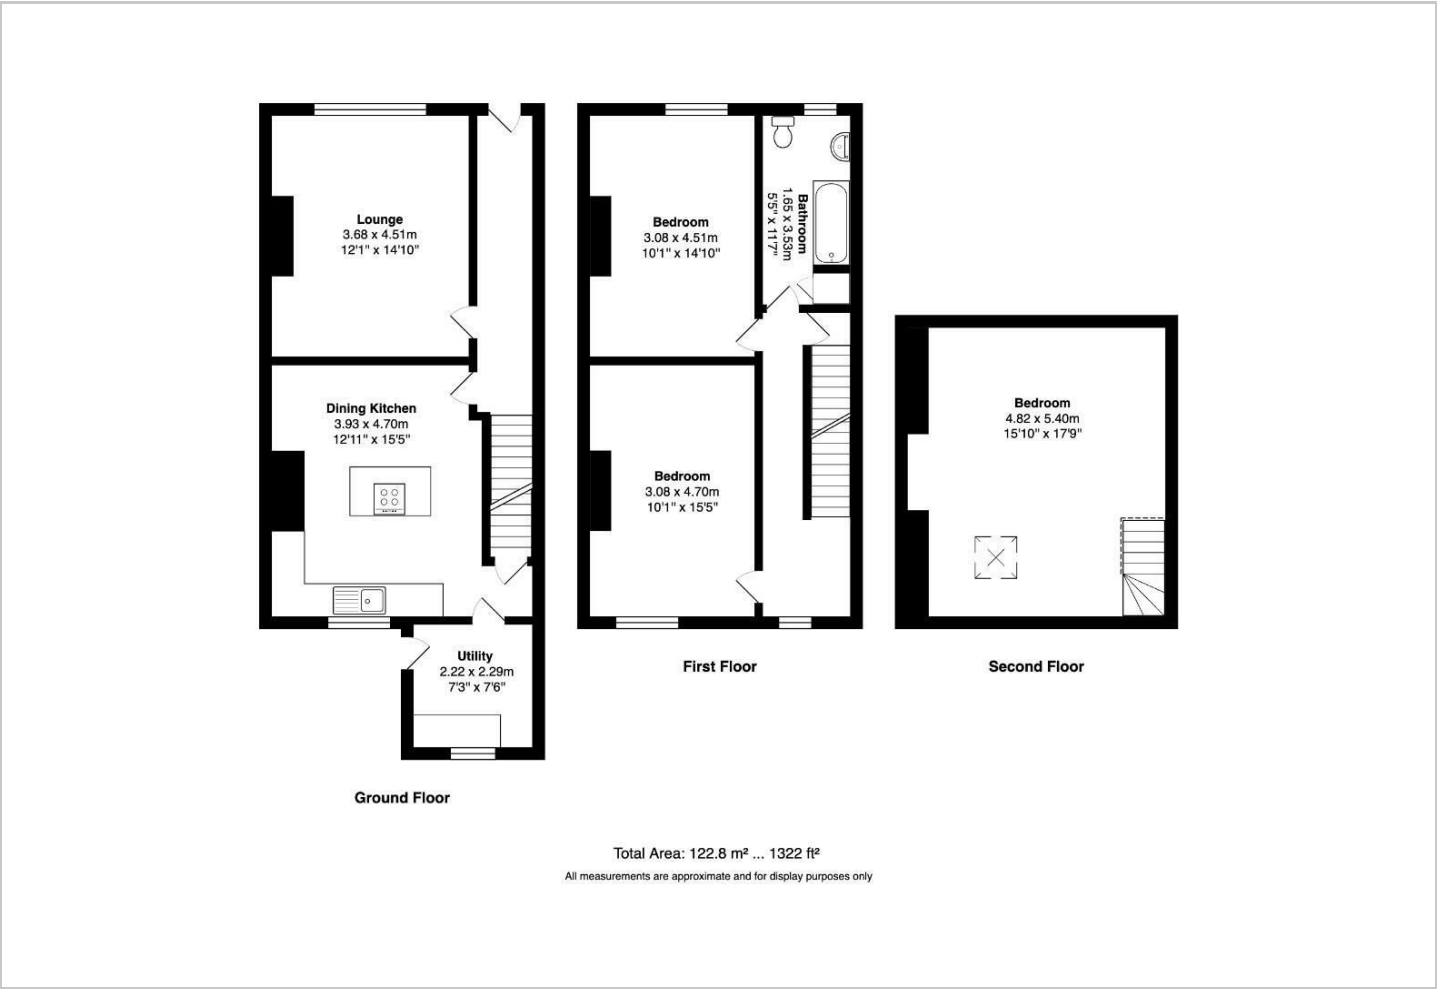 Lounge
3.68 x 4.51m
12'1" x 14'10"
Dining Kitchen
3.93 x 4.70m
12'11" x 15'5"
Utility
2.22 x 2.29m
7'3" x 7'6"
Ground Floor
Bedroom
3.08 x 4.51m
10'1" x 14'10"
Bathroom
1.65 x 3.53m
5'5" x 11'7"
Bedroom
3.08 x 4.70m
10'1" x 15'5"
First Floor
Bedroom
4.82 x 5.40m
15'10" x 17'9"
Second Floor
Total Area: 122.8 m² ... 1322 ft²
All measurements are approximate and for display purposes only